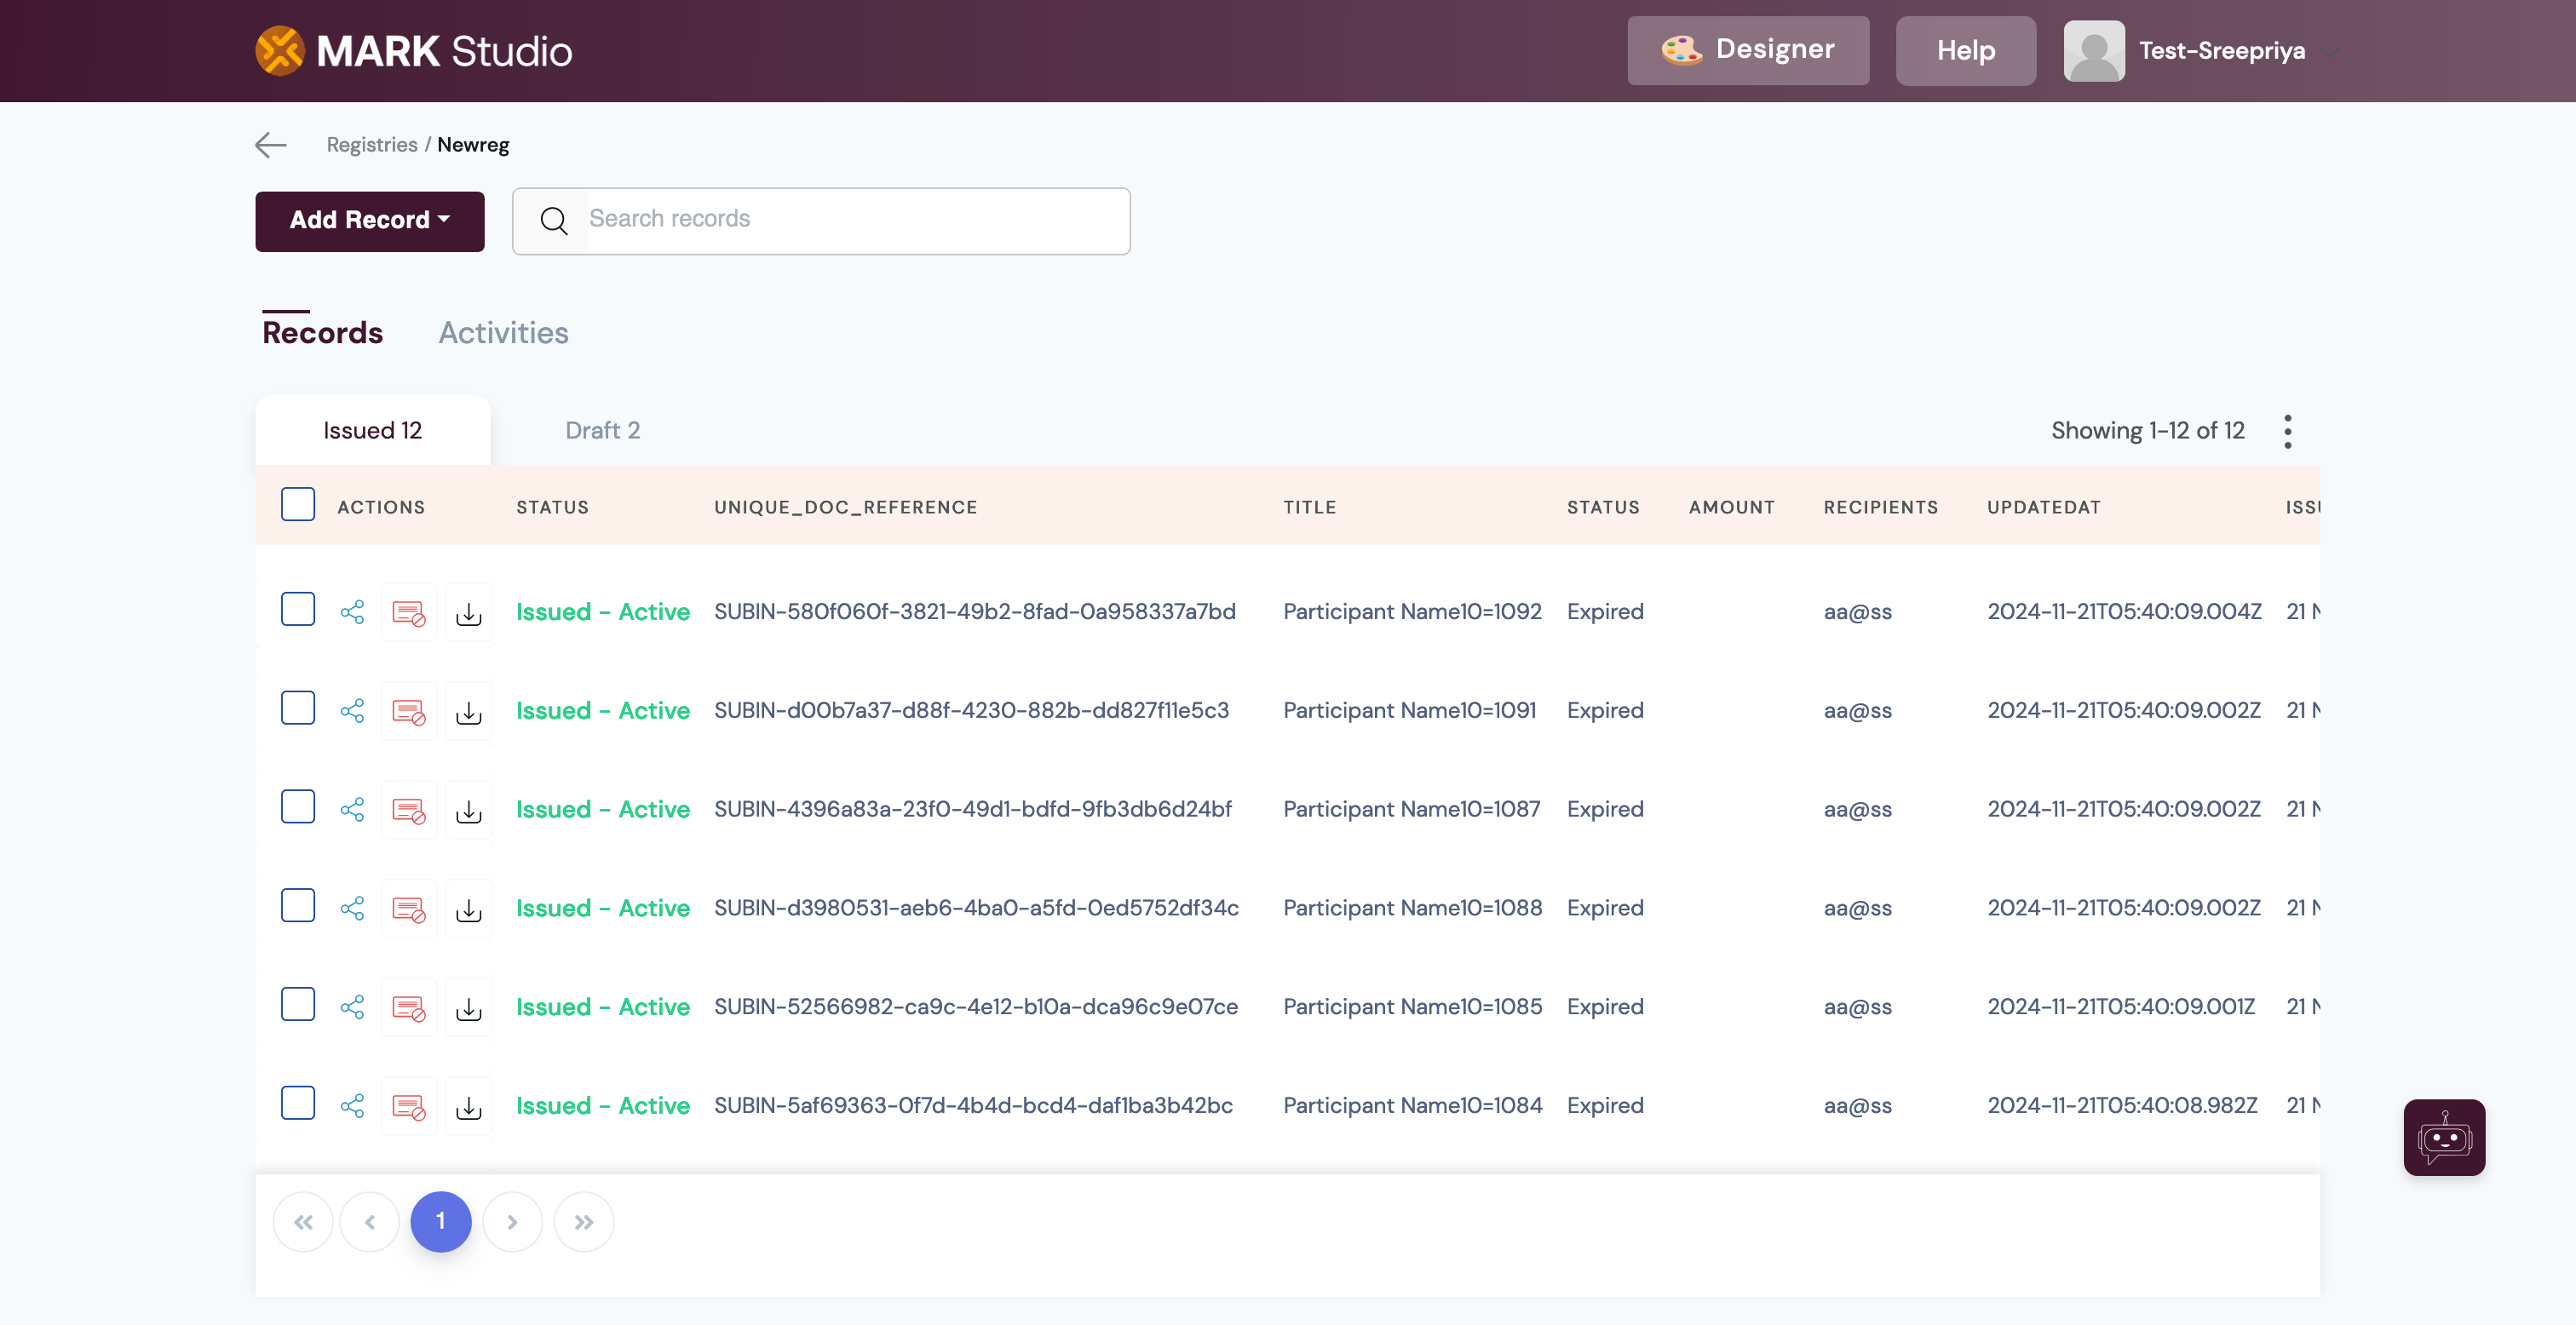 MARK Studio
Designer
Help
Test-Sreepriya
Registries / Newreg
Add Record
Search records
Records Activities
Issued 12 Draft 2 Showing 1-12 of 12
ACTIONS STATUS UNIQUE_DOC_REFERENCE TITLE STATUS AMOUNT RECIPIENTS UPDATEDAT ISSU
Issued - Active SUBIN-580f060f-3821-49b2-8fad-0a958337a7bd Participant Name10=1092 Expired aa@ss 2024-11-21T05:40:09.004Z 21 N
Issued - Active SUBIN-d00b7a37-d88f-4230-882b-dd827f11e5c3 Participant Name10=1091 Expired aa@ss 2024-11-21T05:40:09.002Z 21 N
Issued - Active SUBIN-4396a83a-23f0-49d1-bdfd-9fb3db6d24bf Participant Name10=1087 Expired aa@ss 2024-11-21T05:40:09.002Z 21 N
Issued - Active SUBIN-d3980531-aeb6-4ba0-a5fd-0ed5752df34c Participant Name10=1088 Expired aa@ss 2024-11-21T05:40:09.002Z 21 N
Issued - Active SUBIN-52566982-ca9c-4e12-b10a-dca96c9e07ce Participant Name10=1085 Expired aa@ss 2024-11-21T05:40:09.001Z 21 N
Issued - Active SUBIN-5af69363-0f7d-4b4d-bcd4-daf1ba3b42bc Participant Name10=1084 Expired aa@ss 2024-11-21T05:40:08.982Z 21 N
1